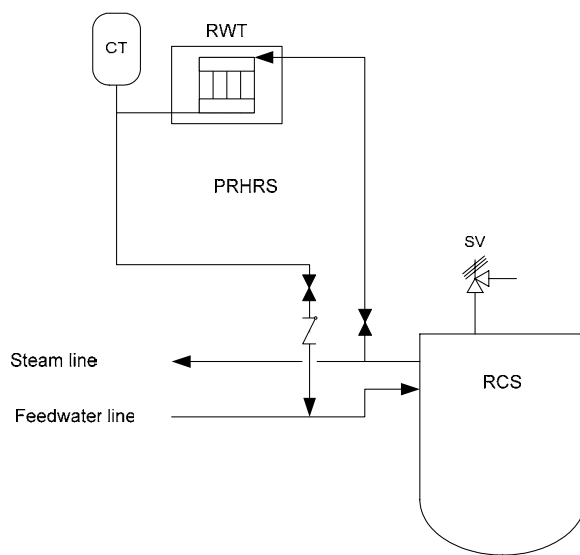 RWT
CT
PRHRS
SV
Steam line
RCS
Feedwater line